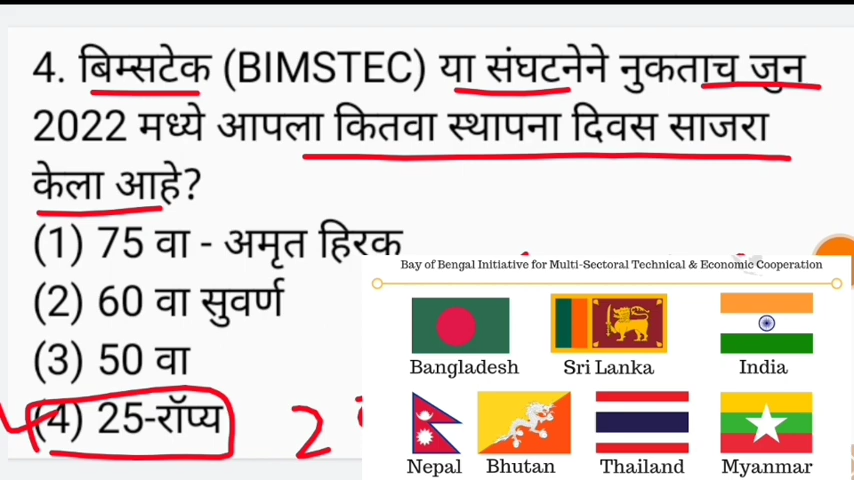 4. बिम्सटेक (BIMSTEC) या संघटनेने नुकताच जुन
2022 मध्ये आपला कितवा स्थापना दिवस साजरा
केला आहे?
(1) 75 वा - अमृत हिरक
(2) 60 वा सुवर्ण
(3) 50 वा
(4) 25-रॉप्य
2
Bay of Bengal Initiative for Multi-Sectoral Technical & Economic Cooperation
Bangladesh Sri Lanka India
Nepal Bhutan Thailand Myanmar